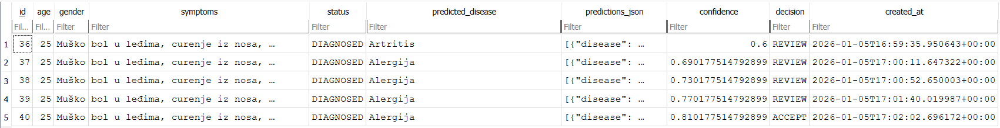 id age gender symptoms status predicted_disease predictions_json confidence decision created_at
Fil... Fil... Filter Filter Filter Filter Filter Filter Filter Filter
1 36 25 Muško bol u leđima, curenje iz nosa, … DIAGNOSED Artritis [{"disease": … 0.6 REVIEW 2026-01-05T16:59:35.950643+00:00
2 37 25 Muško bol u leđima, curenje iz nosa, … DIAGNOSED Alergija [{"disease": … 0.690177514792899 REVIEW 2026-01-05T17:00:11.647322+00:00
3 38 25 Muško bol u leđima, curenje iz nosa, … DIAGNOSED Alergija [{"disease": … 0.730177514792899 REVIEW 2026-01-05T17:00:52.650003+00:00
4 39 25 Muško bol u leđima, curenje iz nosa, … DIAGNOSED Alergija [{"disease": … 0.770177514792899 REVIEW 2026-01-05T17:01:40.019987+00:00
5 40 25 Muško bol u leđima, curenje iz nosa, … DIAGNOSED Alergija [{"disease": … 0.810177514792899 ACCEPT 2026-01-05T17:02:02.696172+00:00